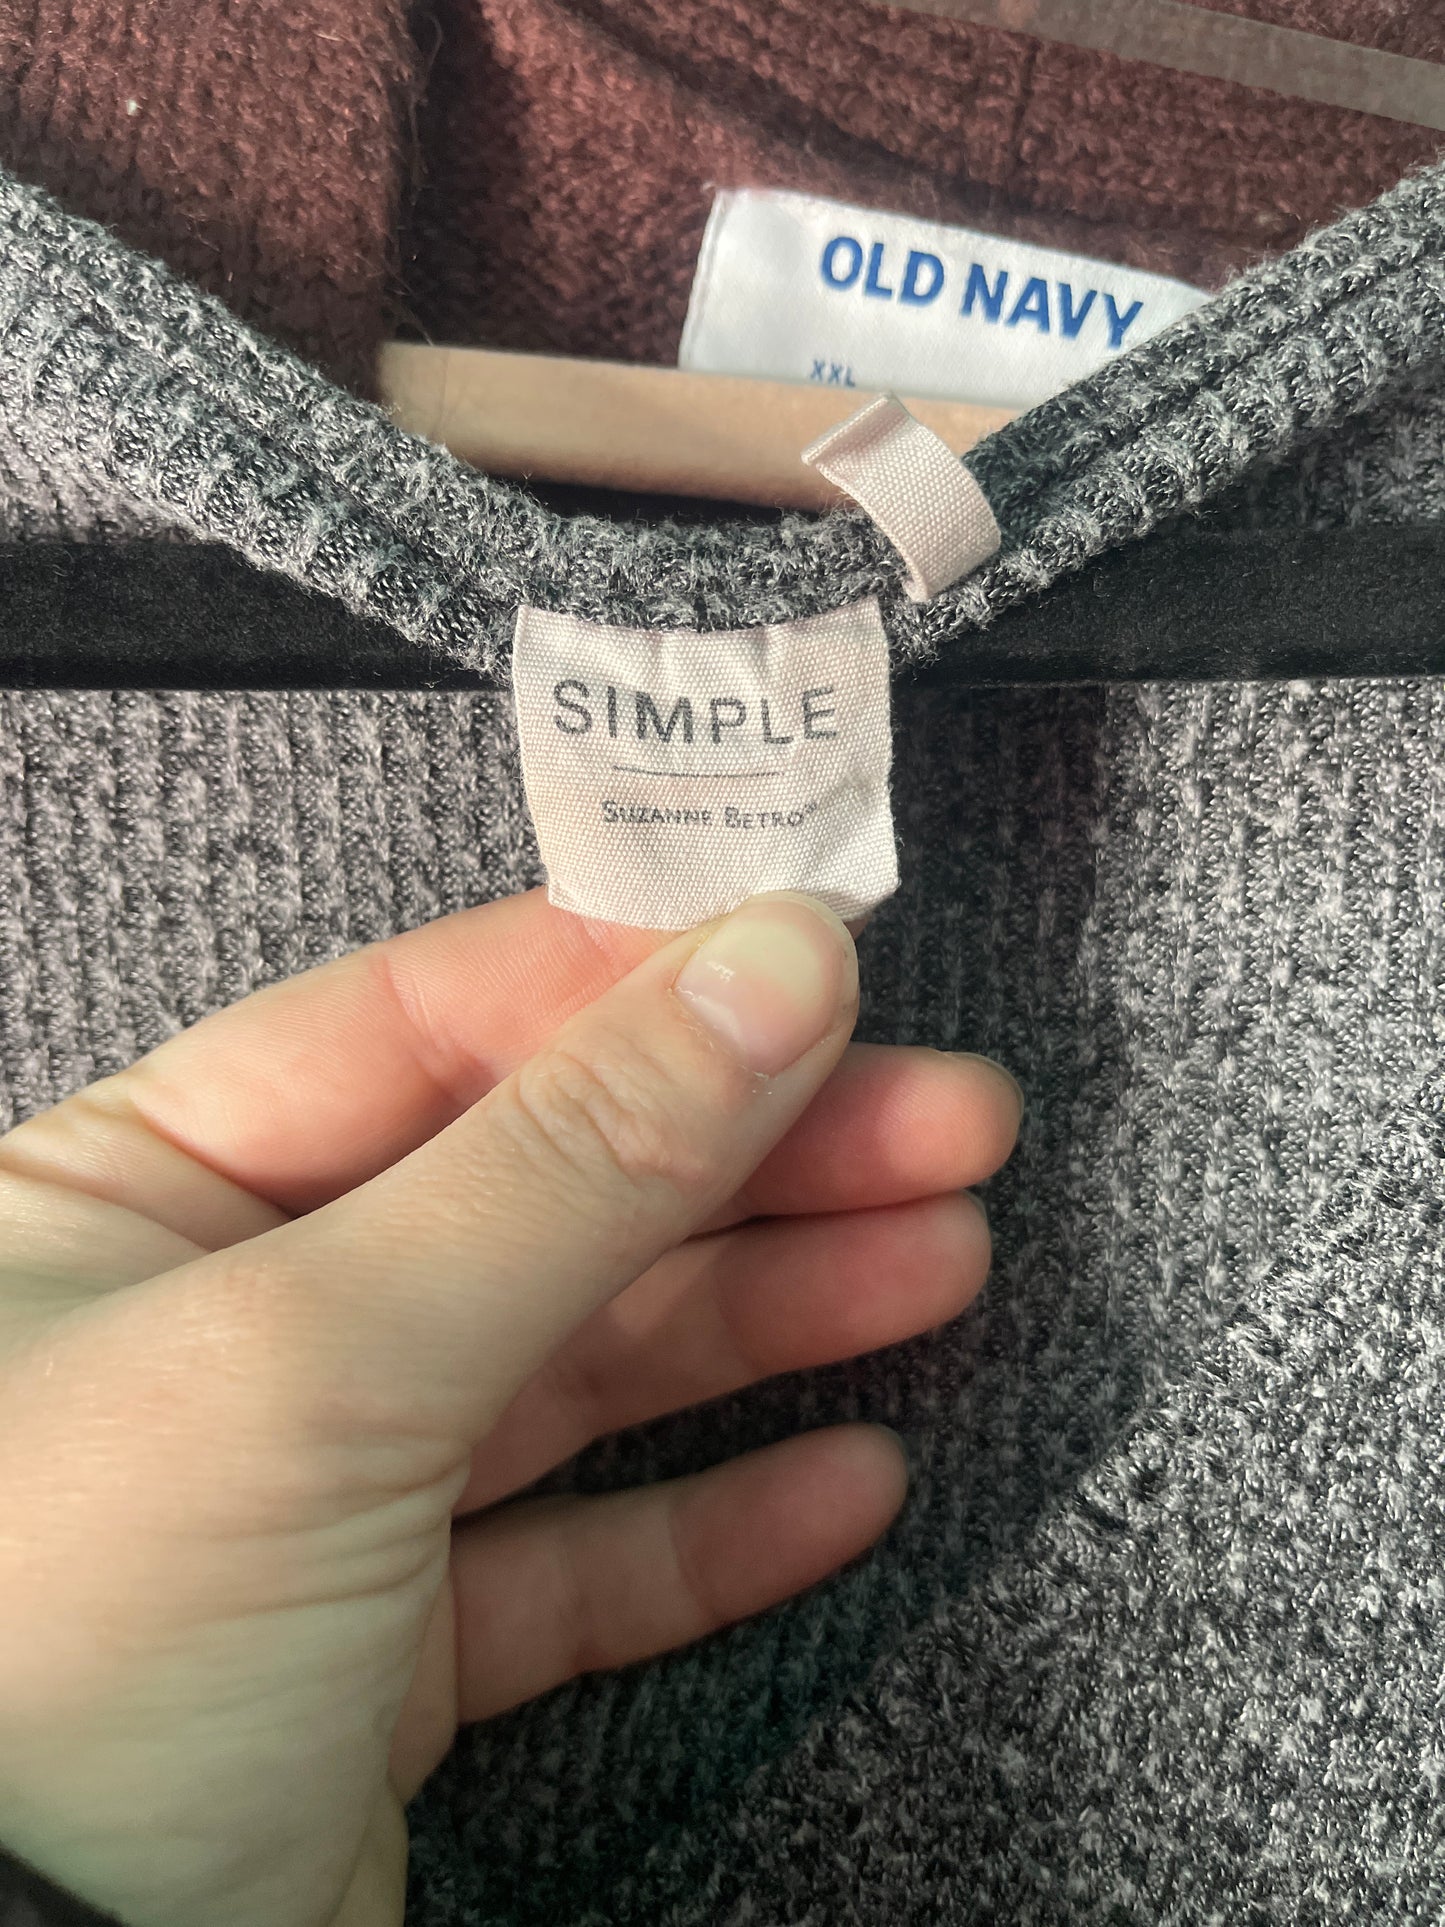 OLD NAVY
XXL
SIMPLE
SUZANNE BETRO